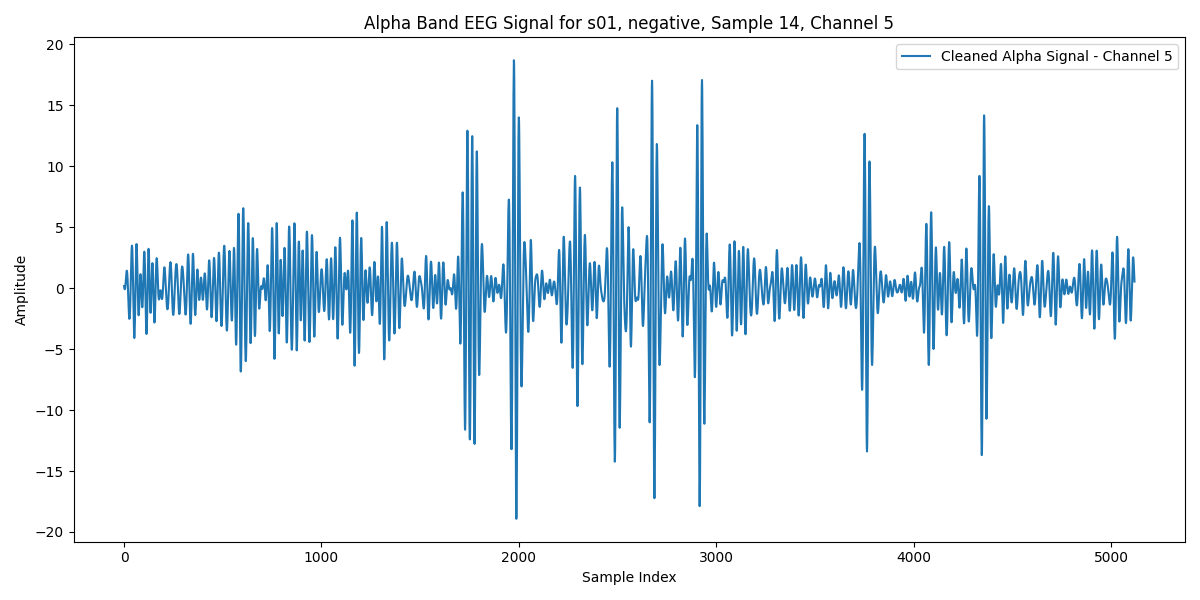 Alpha Band EEG Signal for s01, negative, Sample 14, Channel 5
Cleaned Alpha Signal - Channel 5
Amplitude
20
15
10
5
0
−5
−10
−15
−20
0 1000 2000 3000 4000 5000
Sample Index